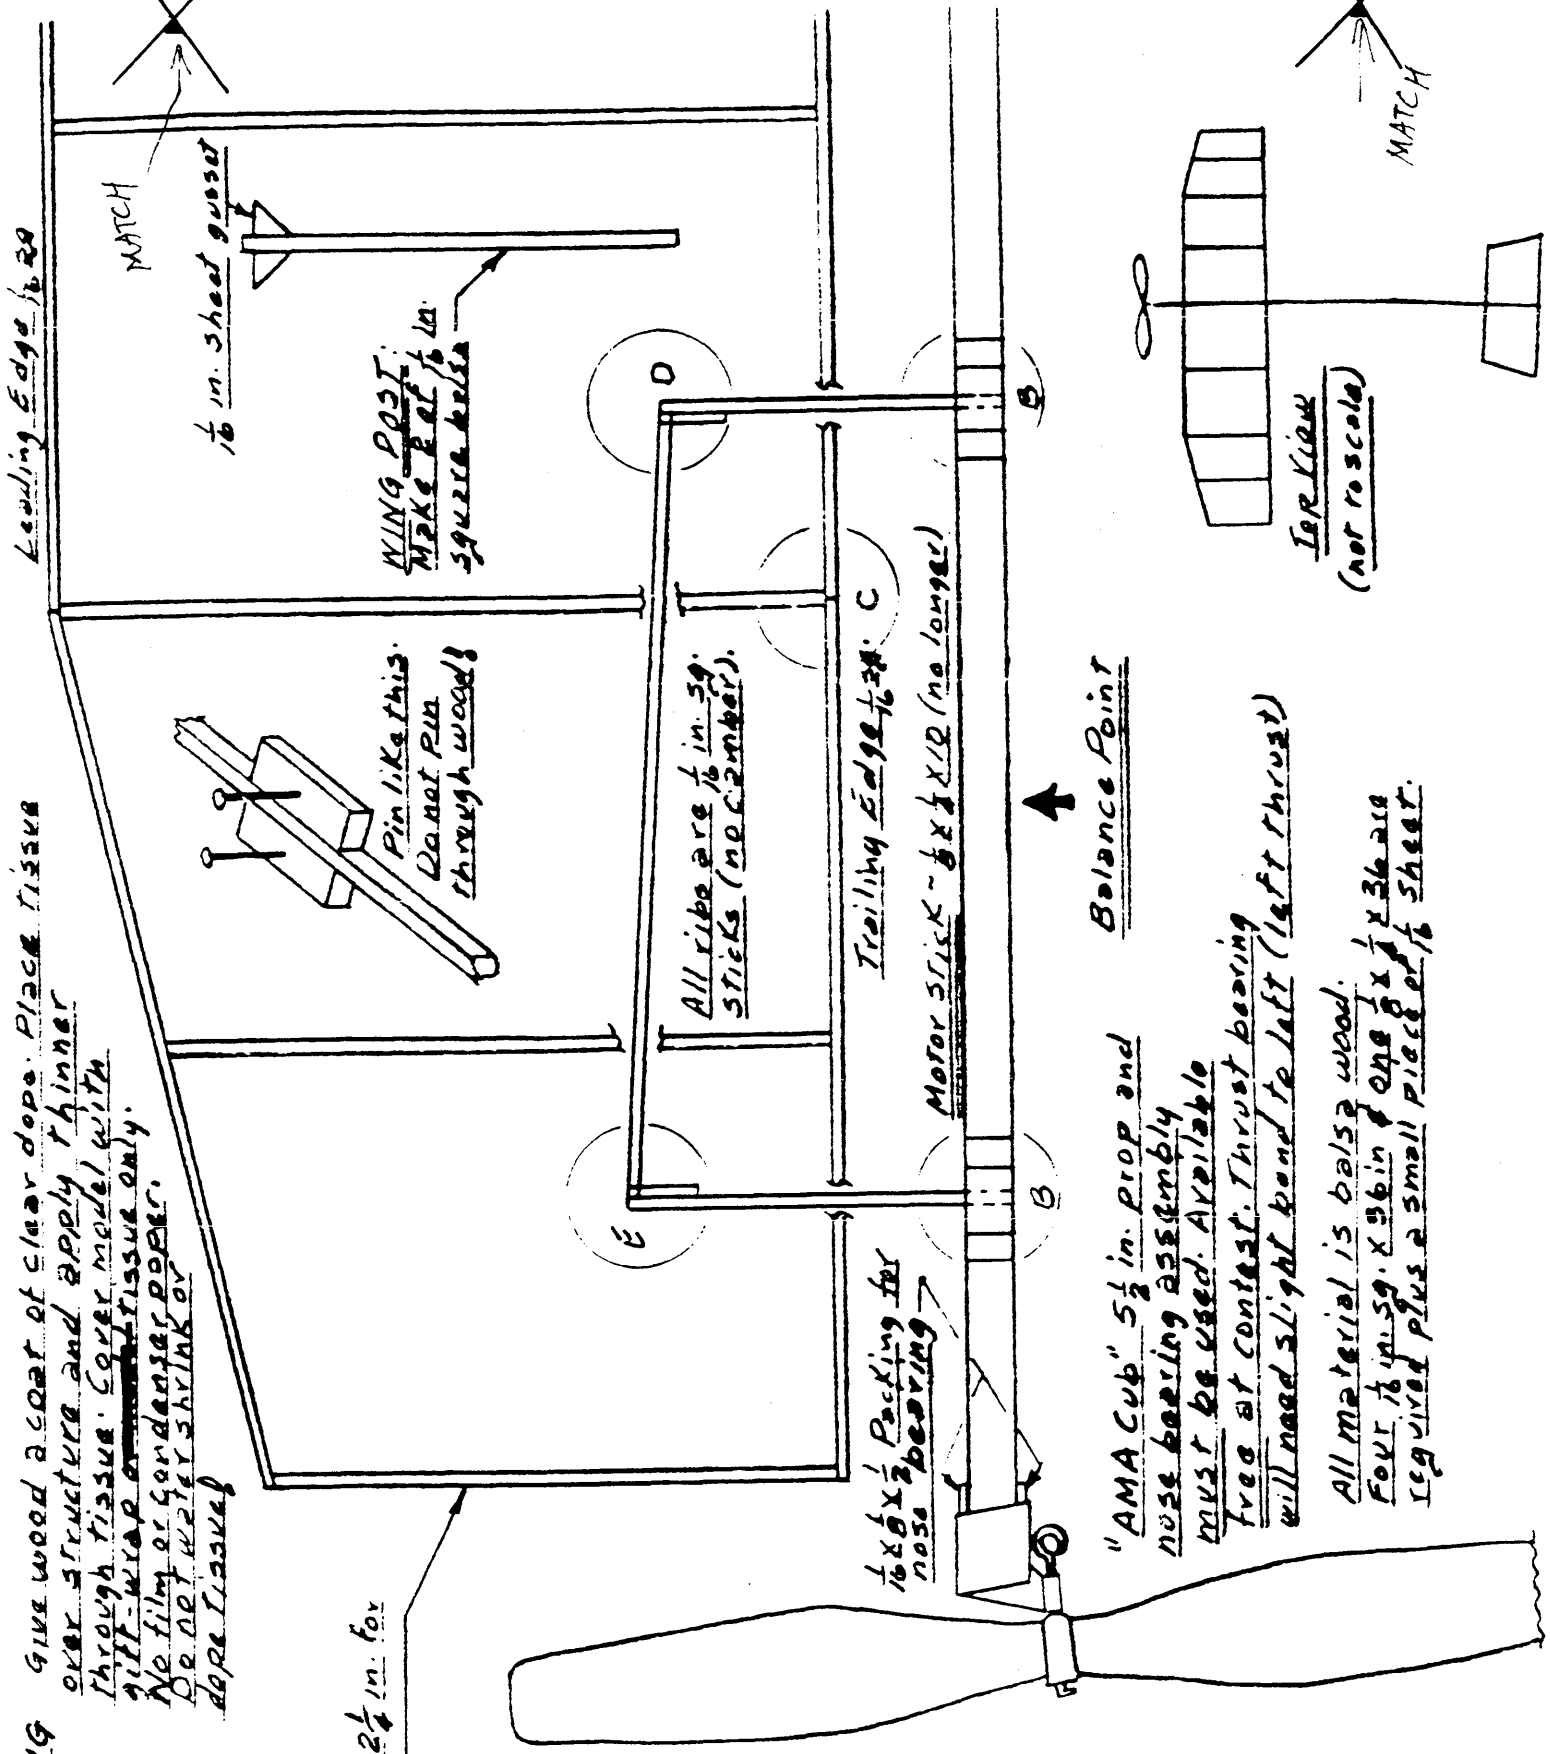 NG
Give wood a coat of clear dope. Place tissue
over structure and apply thinner
through tissue. Cover model with
gift-wrap tissue only.
No film or condenser paper.
Do not water shrink or
dope tissue!
2 1/4 in. for
Leading Edge 1/16 sq
MATCH
1/16 in. sheet gusset
WING POST:
Make 2 of 1/16 in.
square balsa
Pin like this.
Do not pin
through wood!
D
E
All ribs are 1/16 in. sq.
sticks (no camber).
C
Trailing Edge 1/16 sq.
Motor Stick ~ 1/8 x 1/4 x 10 (no longer)
B
B
1/16 x 1/8 x 1/2 Packing for
nose bearing
Balance Point
"AMA Cub" 5 1/2 in. prop and
nose bearing assembly
must be used. Available
free at contest. Thrust bearing
will need slight bend to left (left thrust)
All material is balsa wood.
Four 1/16 in. sq. x 36 in & one 1/8 x 1/4 x 36 are
required plus a small piece of 1/16 sheet.
Top View
(not to scale)
MATCH